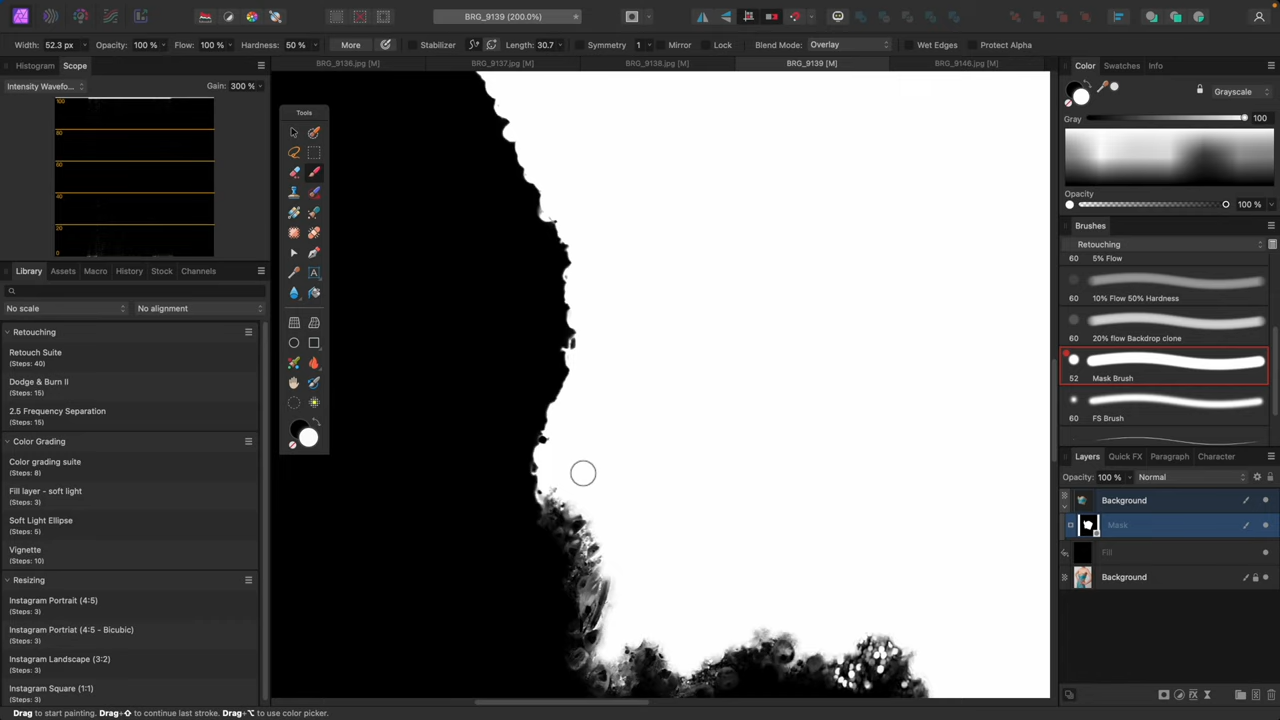 BRG_9139 (200.0%)
Width: 52.3 px
Opacity: 100 %
Flow: 100 %
Hardness: 50 %
More
Stabilizer
Length: 30.7
Symmetry
1
Mirror
Lock
Blend Mode: Overlay
Wet Edges
Protect Alpha
Histogram
Scope
BRG_9136.jpg [M]
BRG_9137.jpg [M]
BRG_9138.jpg [M]
BRG_9139 [M]
BRG_9146.jpg [M]
Color
Swatches
Info
Intensity Wavefo...
Gain: 300 %
100
80
60
40
20
0
Tools
Grayscale
Gray
100
Opacity
100 %
Brushes
Retouching
60
5% Flow
60
10% Flow 50% Hardness
60
20% flow Backdrop clone
52
Mask Brush
60
FS Brush
Library
Assets
Macro
History
Stock
Channels
No scale
No alignment
Retouching
Retouch Suite
(Steps: 40)
Dodge & Burn II
(Steps: 15)
2.5 Frequency Separation
(Steps: 15)
Color Grading
Color grading suite
(Steps: 8)
Fill layer - soft light
(Steps: 3)
Soft Light Ellipse
(Steps: 5)
Vignette
(Steps: 10)
Resizing
Instagram Portrait (4:5)
(Steps: 3)
Instagram Portriat (4:5 - Bicubic)
(Steps: 3)
Instagram Landscape (3:2)
(Steps: 3)
Instagram Square (1:1)
(Steps: 3)
Layers
Quick FX
Paragraph
Character
Opacity: 100 %
Normal
Background
Mask
Fill
Background
Drag to start painting. Drag+⇧ to continue last stroke. Drag+⌥ to use color picker.